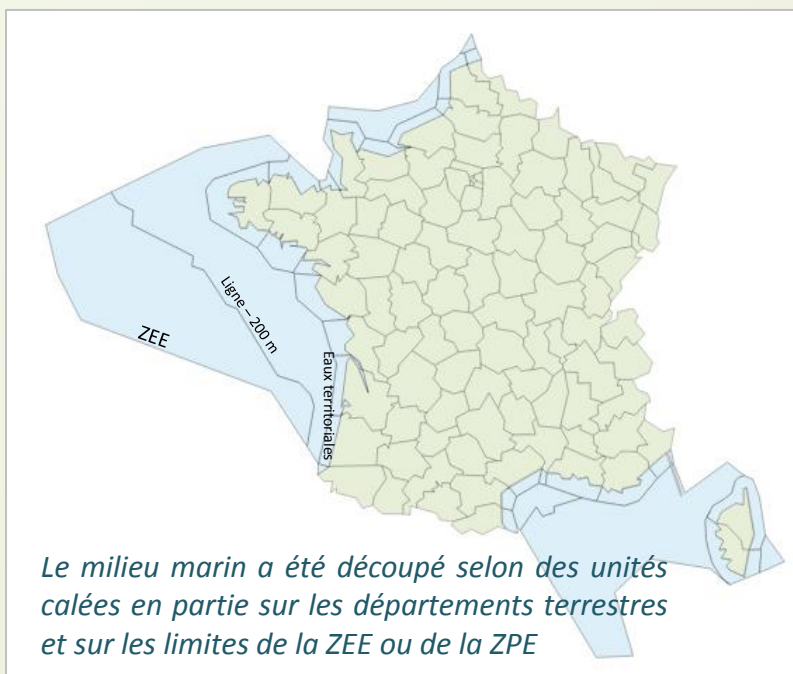 Ligne – 200 m
ZEE
Eaux territoriales
Le milieu marin a été découpé selon des unités
calées en partie sur les départements terrestres
et sur les limites de la ZEE ou de la ZPE